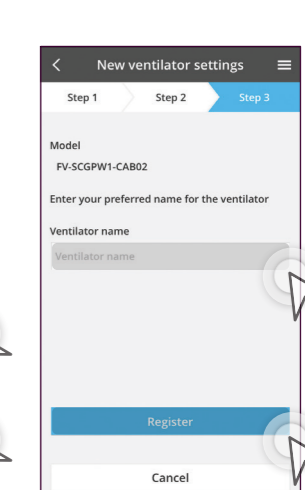 New ventilator settings
Step 1 Step 2 Step 3
Model
FV-SCGPW1-CAB02
Enter your preferred name for the ventilator
Ventilator name
Ventilator name
Register
Cancel